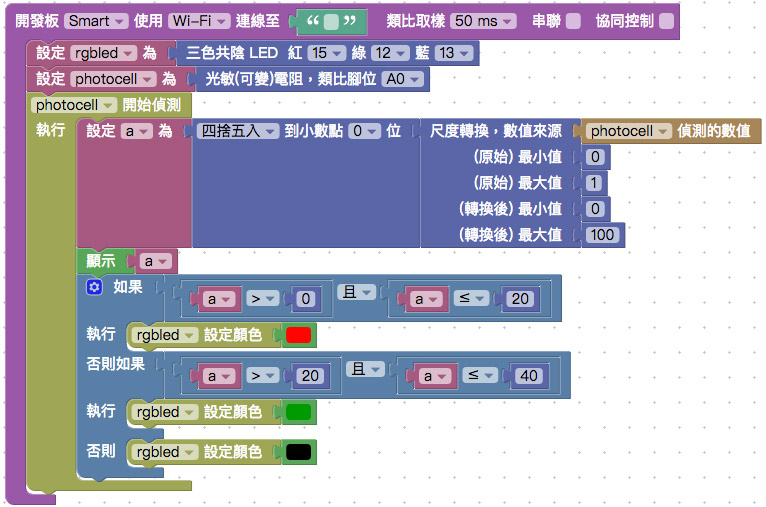 開發板 Smart 使用 Wi-Fi 連線至 “ ” 類比取樣 50 ms 串聯 協同控制
設定 rgbled 為 三色共陰 LED 紅 15 綠 12 藍 13
設定 photocell 為 光敏(可變)電阻，類比腳位 A0
photocell 開始偵測
執行 設定 a 為 四捨五入 到小數點 0 位 尺度轉換，數值來源 photocell 偵測的數值
(原始) 最小值 0
(原始) 最大值 1
(轉換後) 最小值 0
(轉換後) 最大值 100
顯示 a
如果 a > 0 且 a ≤ 20
執行 rgbled 設定顏色
否則如果 a > 20 且 a ≤ 40
執行 rgbled 設定顏色
否則 rgbled 設定顏色